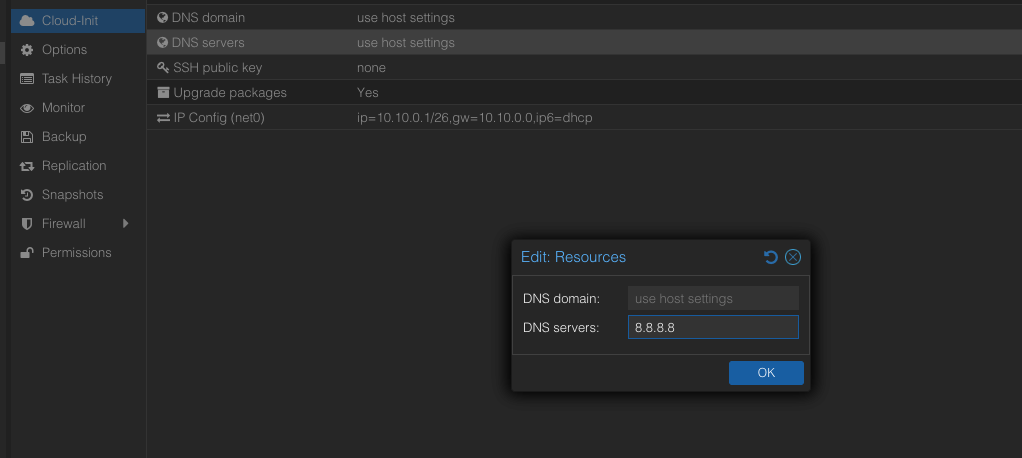 Cloud-Init
Options
Task History
Monitor
Backup
Replication
Snapshots
Firewall
Permissions
DNS domain use host settings
DNS servers use host settings
SSH public key none
Upgrade packages Yes
IP Config (net0) ip=10.10.0.1/26,gw=10.10.0.0,ip6=dhcp
Edit: Resources
DNS domain: use host settings
DNS servers: 8.8.8.8
OK